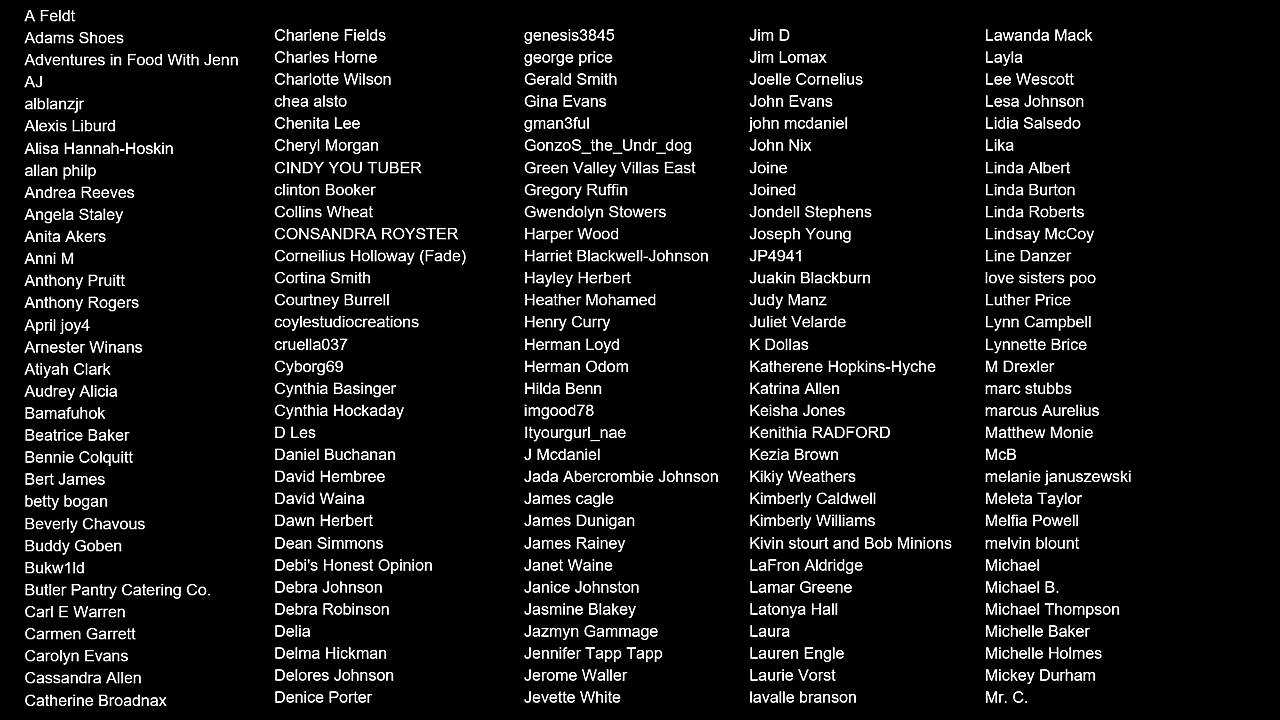 A Feldt
Adams Shoes
Adventures in Food With Jenn
AJ
alblanzjr
Alexis Liburd
Alisa Hannah-Hoskin
allan philp
Andrea Reeves
Angela Staley
Anita Akers
Anni M
Anthony Pruitt
Anthony Rogers
April joy4
Arnester Winans
Atiyah Clark
Audrey Alicia
Bamafuhok
Beatrice Baker
Bennie Colquitt
Bert James
betty bogan
Beverly Chavous
Buddy Goben
Bukw1ld
Butler Pantry Catering Co.
Carl E Warren
Carmen Garrett
Carolyn Evans
Cassandra Allen
Catherine Broadnax
Charlene Fields
Charles Horne
Charlotte Wilson
chea alsto
Chenita Lee
Cheryl Morgan
CINDY YOU TUBER
clinton Booker
Collins Wheat
CONSANDRA ROYSTER
Corneilius Holloway (Fade)
Cortina Smith
Courtney Burrell
coylestudiocreations
cruella037
Cyborg69
Cynthia Basinger
Cynthia Hockaday
D Les
Daniel Buchanan
David Hembree
David Waina
Dawn Herbert
Dean Simmons
Debi's Honest Opinion
Debra Johnson
Debra Robinson
Delia
Delma Hickman
Delores Johnson
Denice Porter
genesis3845
george price
Gerald Smith
Gina Evans
gman3ful
GonzoS_the_Undr_dog
Green Valley Villas East
Gregory Ruffin
Gwendolyn Stowers
Harper Wood
Harriet Blackwell-Johnson
Hayley Herbert
Heather Mohamed
Henry Curry
Herman Loyd
Herman Odom
Hilda Benn
imgood78
Ityourgurl_nae
J Mcdaniel
Jada Abercrombie Johnson
James cagle
James Dunigan
James Rainey
Janet Waine
Janice Johnston
Jasmine Blakey
Jazmyn Gammage
Jennifer Tapp Tapp
Jerome Waller
Jevette White
Jim D
Jim Lomax
Joelle Cornelius
John Evans
john mcdaniel
John Nix
Joine
Joined
Jondell Stephens
Joseph Young
JP4941
Juakin Blackburn
Judy Manz
Juliet Velarde
K Dollas
Katherene Hopkins-Hyche
Katrina Allen
Keisha Jones
Kenithia RADFORD
Kezia Brown
Kikiy Weathers
Kimberly Caldwell
Kimberly Williams
Kivin stourt and Bob Minions
LaFron Aldridge
Lamar Greene
Latonya Hall
Laura
Lauren Engle
Laurie Vorst
lavalle branson
Lawanda Mack
Layla
Lee Wescott
Lesa Johnson
Lidia Salsedo
Lika
Linda Albert
Linda Burton
Linda Roberts
Lindsay McCoy
Line Danzer
love sisters poo
Luther Price
Lynn Campbell
Lynnette Brice
M Drexler
marc stubbs
marcus Aurelius
Matthew Monie
McB
melanie januszewski
Meleta Taylor
Melfia Powell
melvin blount
Michael
Michael B.
Michael Thompson
Michelle Baker
Michelle Holmes
Mickey Durham
Mr. C.